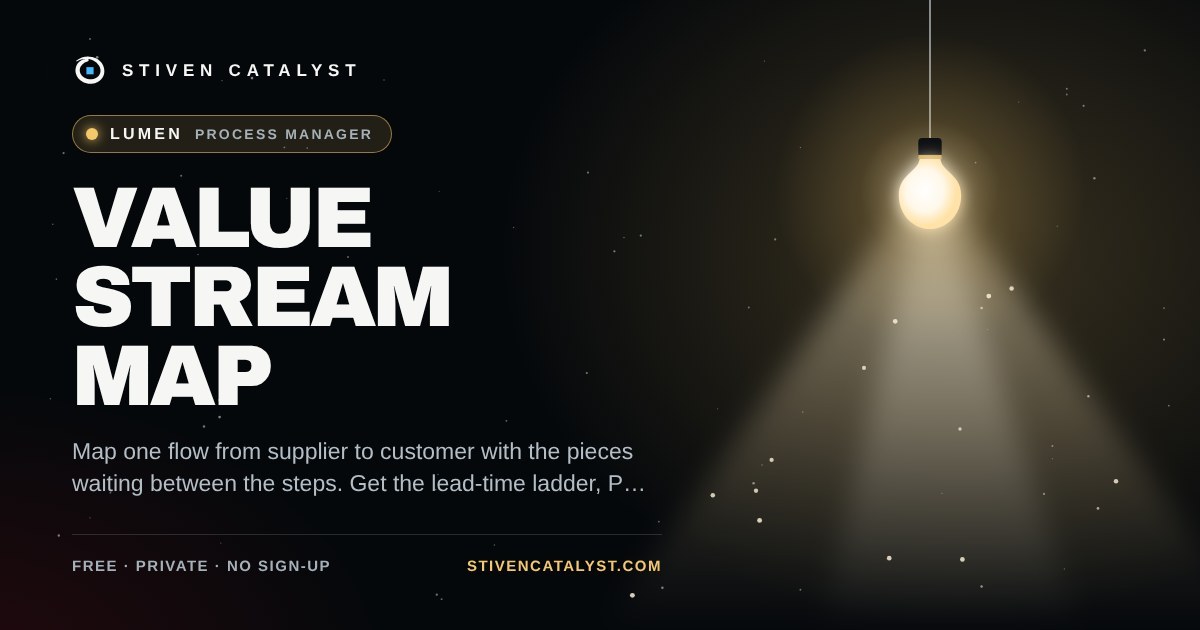 STIVEN CATALYST
LUMEN PROCESS MANAGER
VALUE
STREAM
MAP
Map one flow from supplier to customer with the pieces
waiting between the steps. Get the lead-time ladder, P…
FREE · PRIVATE · NO SIGN-UP
STIVENCATALYST.COM